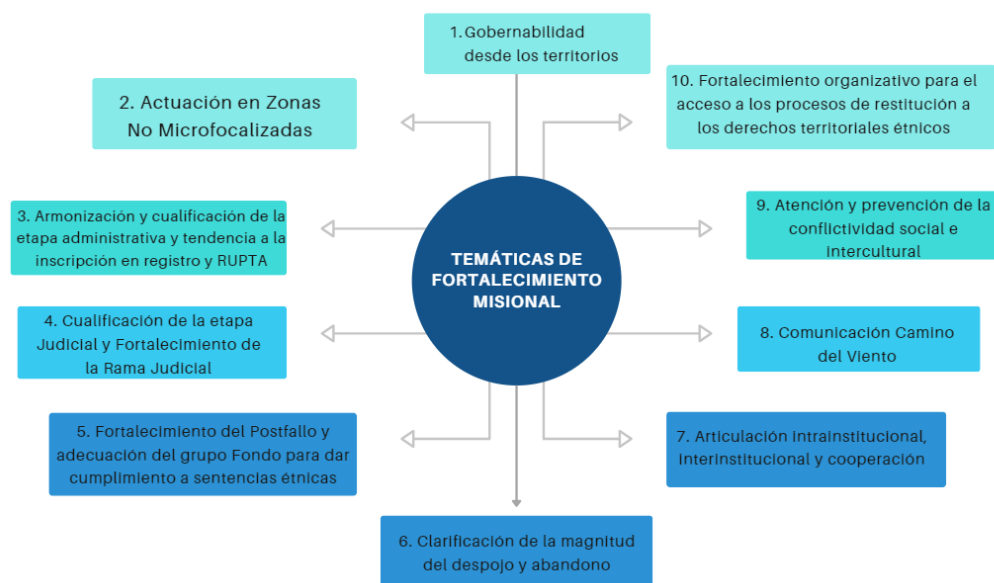 1. Gobernabilidad
desde los territorios
2. Actuación en Zonas
No Microfocalizadas
10. Fortalecimiento organizativo para el
acceso a los procesos de restitución a
los derechos territoriales étnicos
3. Armonización y cualificación de la
etapa administrativa y tendencia a la
inscripción en registro y RUPTA
9. Atención y prevención de la
conflictividad social e
intercultural
TEMÁTICAS DE
FORTALECIMIENTO
MISIONAL
4. Cualificación de la etapa
Judicial y Fortalecimiento de
la Rama Judicial
8. Comunicación Camino
del Viento
5. Fortalecimiento del Postfallo y
adecuación del grupo Fondo para dar
cumplimiento a sentencias étnicas
7. Articulación intrainstitucional,
interinstitucional y cooperación
6. Clarificación de la magnitud
del despojo y abandono